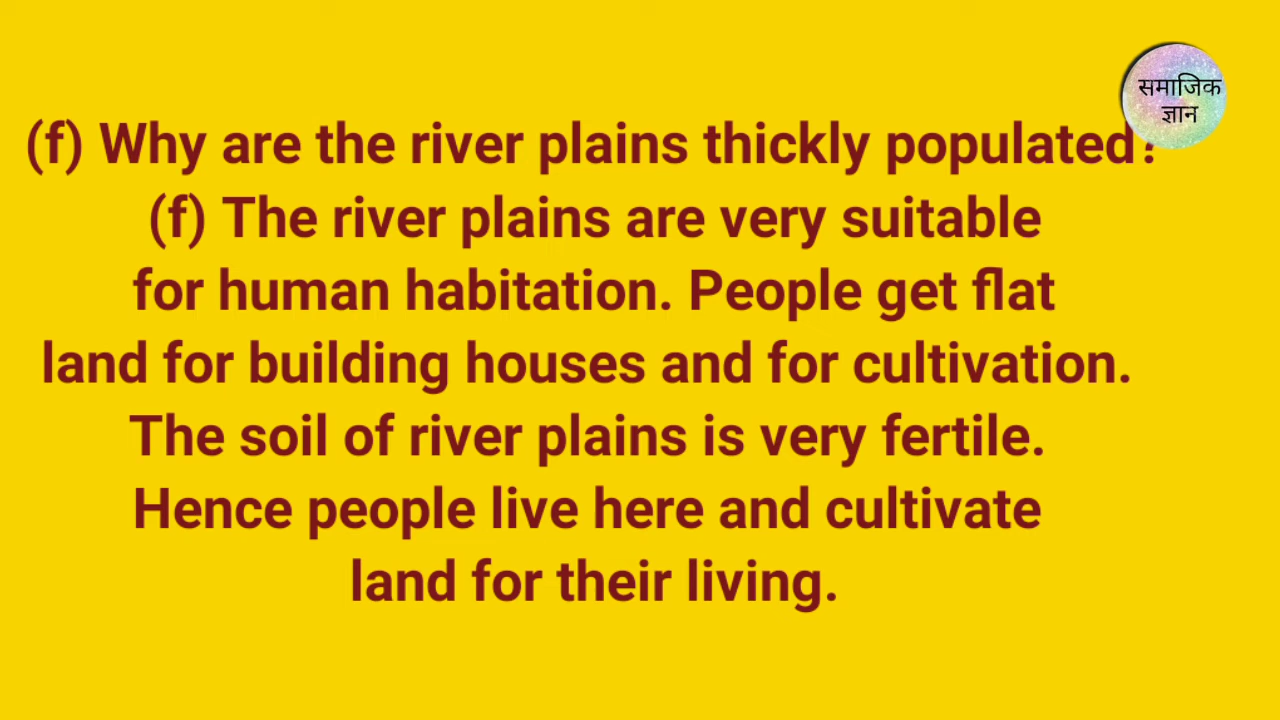 समाजिक
ज्ञान
(f) Why are the river plains thickly populated?
(f) The river plains are very suitable
for human habitation. People get flat
land for building houses and for cultivation.
The soil of river plains is very fertile.
Hence people live here and cultivate
land for their living.